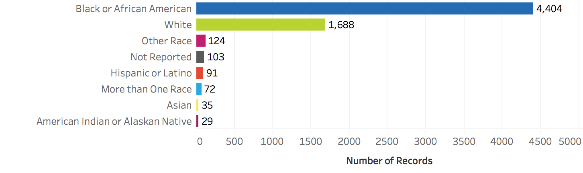 Black or African American 4,404
White 1,688
Other Race 124
Not Reported 103
Hispanic or Latino 91
More than One Race 72
Asian 35
American Indian or Alaskan Native 29
0 500 1000 1500 2000 2500 3000 3500 4000 4500 5000
Number of Records